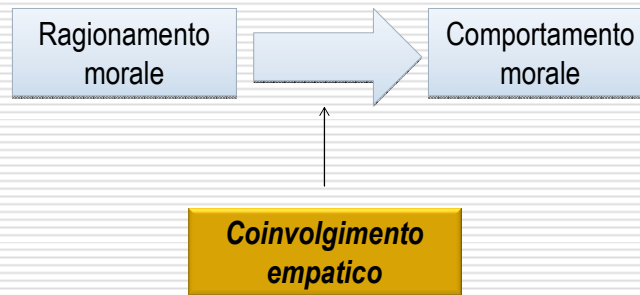 Ragionamento
morale
Comportamento
morale
Coinvolgimento
empatico